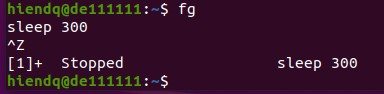 hiendq@de111111:~$ fg
sleep 300
^Z
[1]+  Stopped                 sleep 300
hiendq@de111111:~$